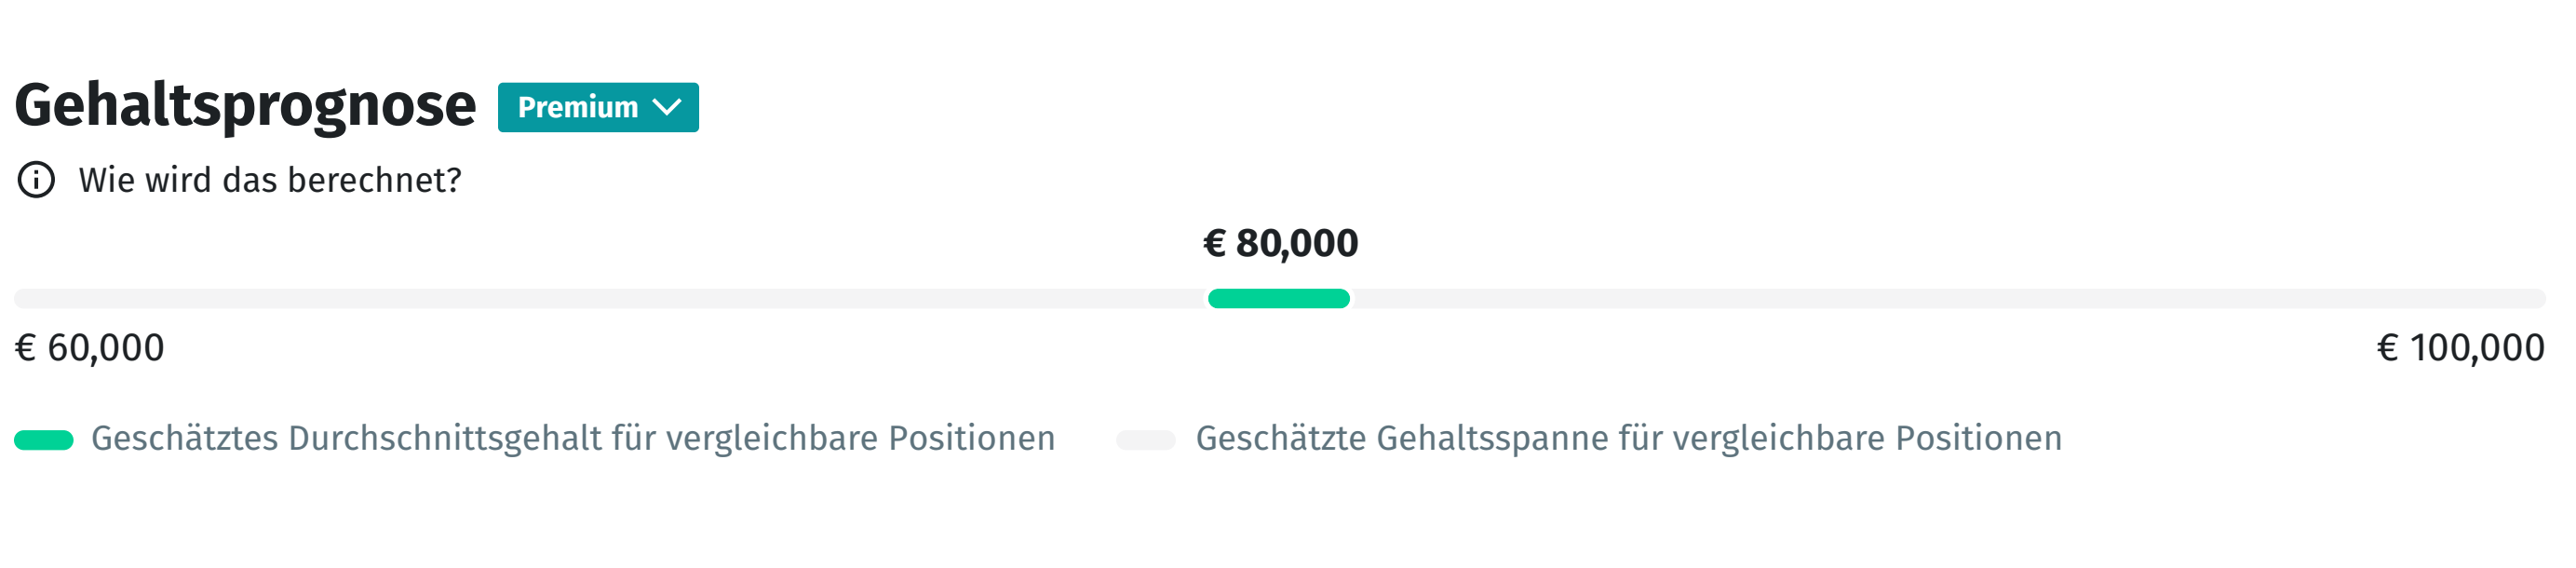 Gehaltsprognose Premium
Wie wird das berechnet?
€ 80,000
€ 60,000 € 100,000
Geschätztes Durchschnittsgehalt für vergleichbare Positionen Geschätzte Gehaltsspanne für vergleichbare Positionen